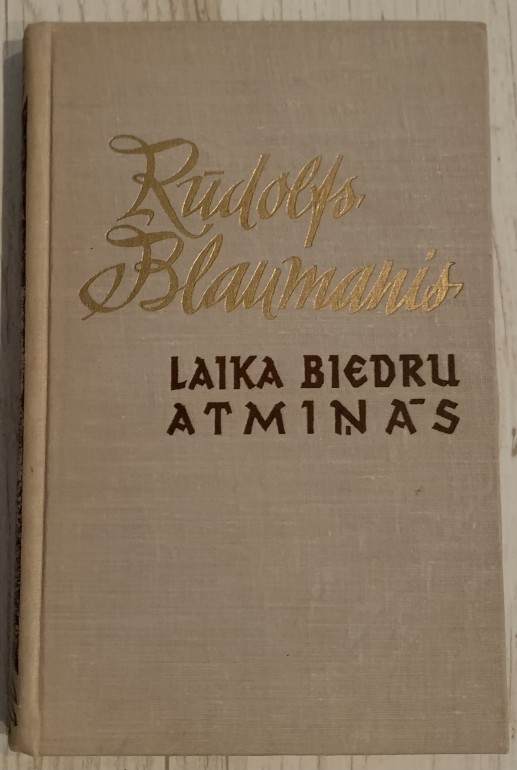 Rūdolfs
Blaumanis
LAIKA BIEDRU
ATMIŅĀS